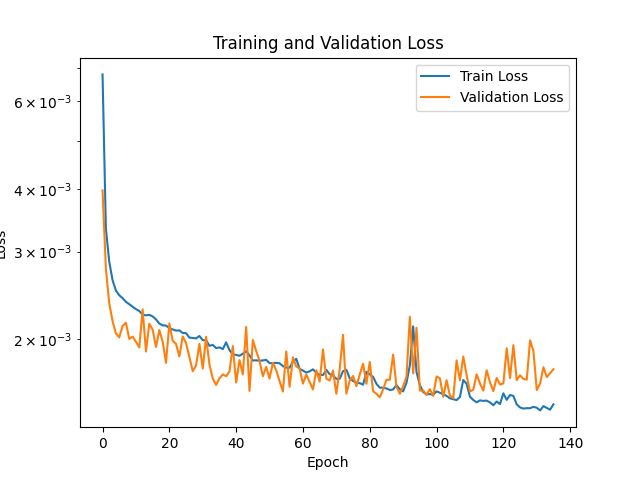 Training and Validation Loss
Train Loss
Validation Loss
6 × 10⁻³
4 × 10⁻³
3 × 10⁻³
2 × 10⁻³
Loss
0 20 40 60 80 100 120 140
Epoch